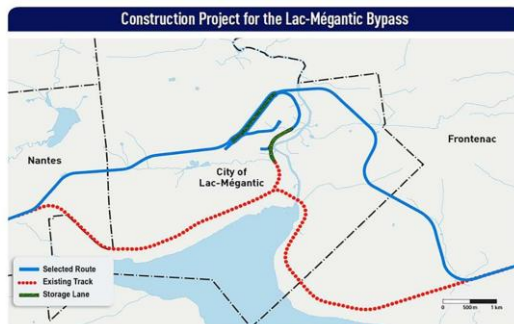 Construction Project for the Lac-Mégantic Bypass
Nantes
Frontenac
City of
Lac-Mégantic
Selected Route
Existing Track
Storage Lane
0 500 m 1 km